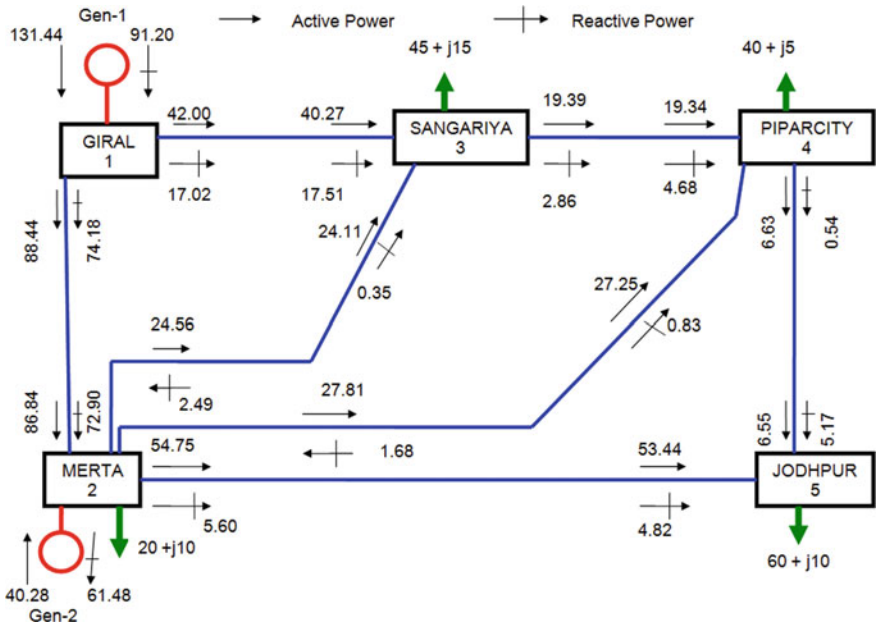 Gen-1
Active Power
Reactive Power
131.44
91.20
45 + j15
40 + j5
GIRAL
1
42.00
40.27
17.02
17.51
SANGARIYA
3
19.39
19.34
2.86
4.68
PIPARCITY
4
88.44
74.18
24.11
0.35
6.63
0.54
27.25
0.83
24.56
2.49
27.81
1.68
86.84
72.90
6.55
5.17
MERTA
2
54.75
53.44
5.60
4.82
JODHPUR
5
20 +j10
60 + j10
40.28
61.48
Gen-2